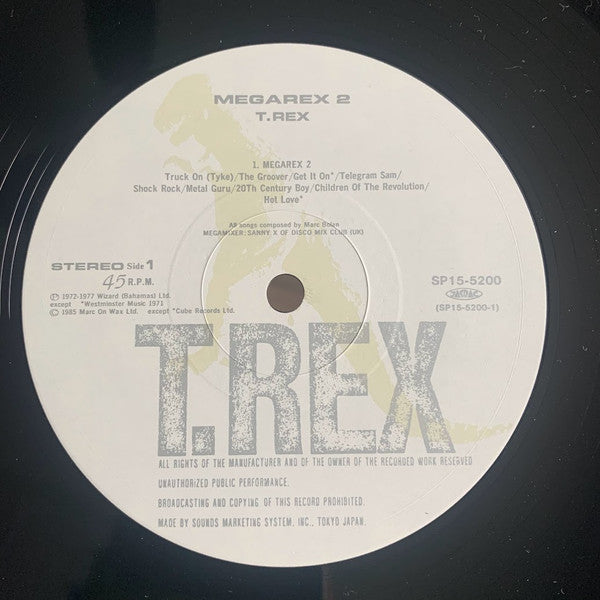 MEGAREX 2
T.REX
1. MEGAREX 2
Truck On (Tyke)/The Groover/Get It On*/Telegram Sam/
Shock Rock/Metal Guru/20Th Century Boy/Children Of The Revolution/
Hot Love*
All songs composed by Marc Bolan
MEGAMIXER: SANNY X OF DISCO MIX CLUB (UK)
STEREO Side 1
45 R.P.M.
Ⓟ 1972-1977 Wizard (Bahamas) Ltd.
except *Westminster Music 1971
© 1985 Marc On Wax Ltd. except *Cube Records Ltd.
SP15-5200
JASRAC
(SP15-5200-1)
T.REX
ALL RIGHTS OF THE MANUFACTURER AND OF THE OWNER OF THE RECORDED WORK RESERVED
UNAUTHORIZED PUBLIC PERFORMANCE.
BROADCASTING AND COPYING OF THIS RECORD PROHIBITED.
MADE BY SOUNDS MARKETING SYSTEM, INC., TOKYO JAPAN.